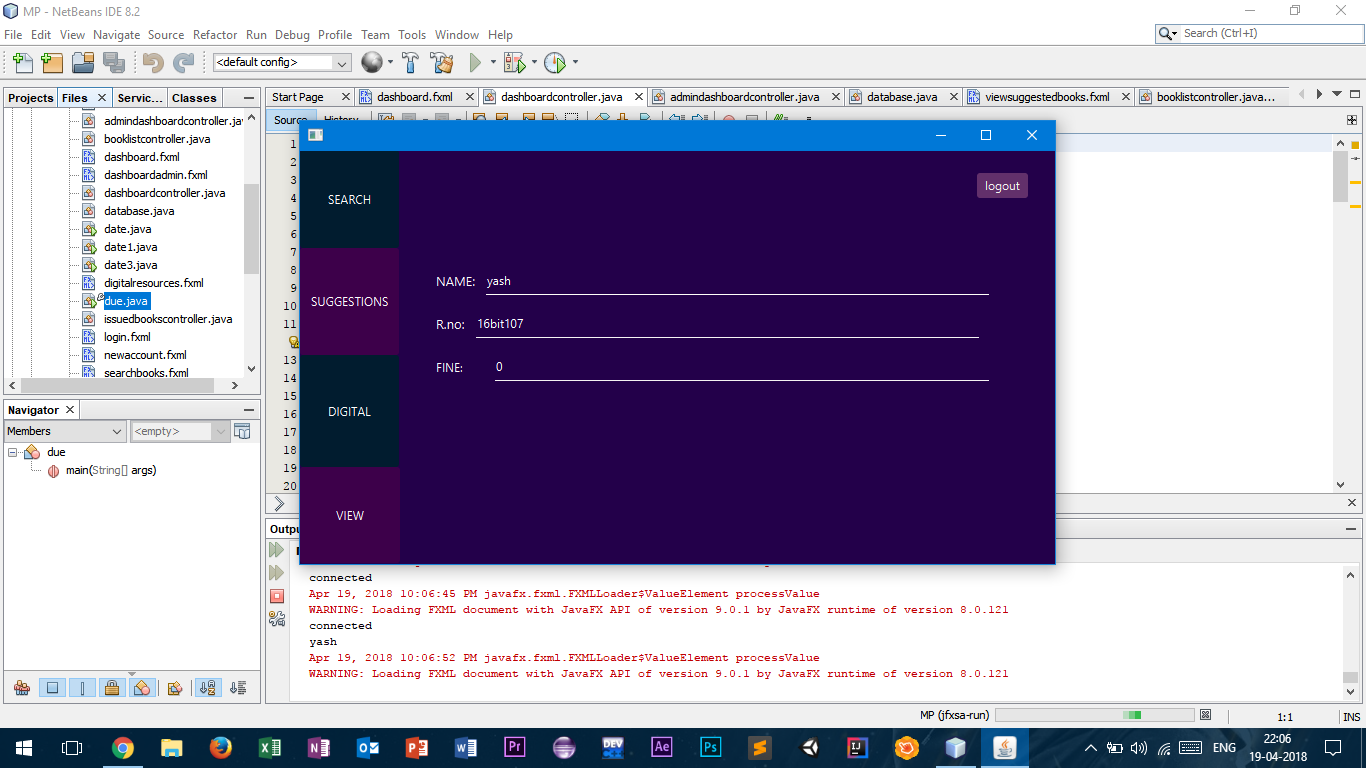 MP - NetBeans IDE 8.2
File Edit View Navigate Source Refactor Run Debug Profile Team Tools Window Help
Search (Ctrl+I)
<default config>
Projects Files Servic... Classes
Start Page dashboard.fxml dashboardcontroller.java admindashboardcontroller.java database.java viewsuggestedbooks.fxml booklistcontroller.java...
Source History
admindashboardcontroller.java
booklistcontroller.java
dashboard.fxml
dashboardadmin.fxml
dashboardcontroller.java
database.java
date.java
date1.java
date3.java
digitalresources.fxml
due.java
issuedbookscontroller.java
login.fxml
newaccount.fxml
searchbooks.fxml
Navigator
Members <empty>
due
main(String[] args)
1
2
3
4
5
6
7
8
9
10
11
13
14
15
16
17
18
19
20
SEARCH
SUGGESTIONS
DIGITAL
VIEW
logout
NAME: yash
R.no: 16bit107
FINE: 0
Outpu
connected
Apr 19, 2018 10:06:45 PM javafx.fxml.FXMLLoader$ValueElement processValue
WARNING: Loading FXML document with JavaFX API of version 9.0.1 by JavaFX runtime of version 8.0.121
connected
yash
Apr 19, 2018 10:06:52 PM javafx.fxml.FXMLLoader$ValueElement processValue
WARNING: Loading FXML document with JavaFX API of version 9.0.1 by JavaFX runtime of version 8.0.121
MP (jfxsa-run)
1:1 INS
ENG
22:06
19-04-2018